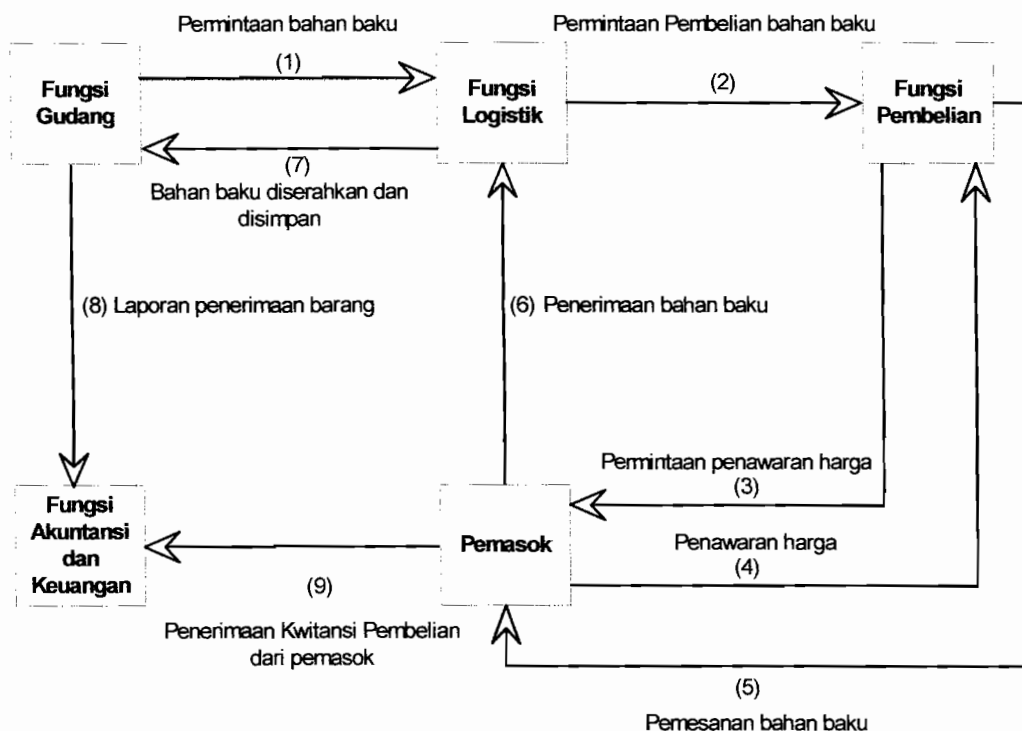 Permintaan bahan baku
Permintaan Pembelian bahan baku
(1)
(2)
Fungsi
Gudang
Fungsi
Logistik
Fungsi
Pembelian
(7)
Bahan baku diserahkan dan
disimpan
(8) Laporan penerimaan barang
(6) Penerimaan bahan baku
Permintaan penawaran harga
(3)
Fungsi
Akuntansi
dan
Keuangan
Pemasok
Penawaran harga
(4)
(9)
Penerimaan Kwitansi Pembelian
dari pemasok
(5)
Pemesanan bahan baku